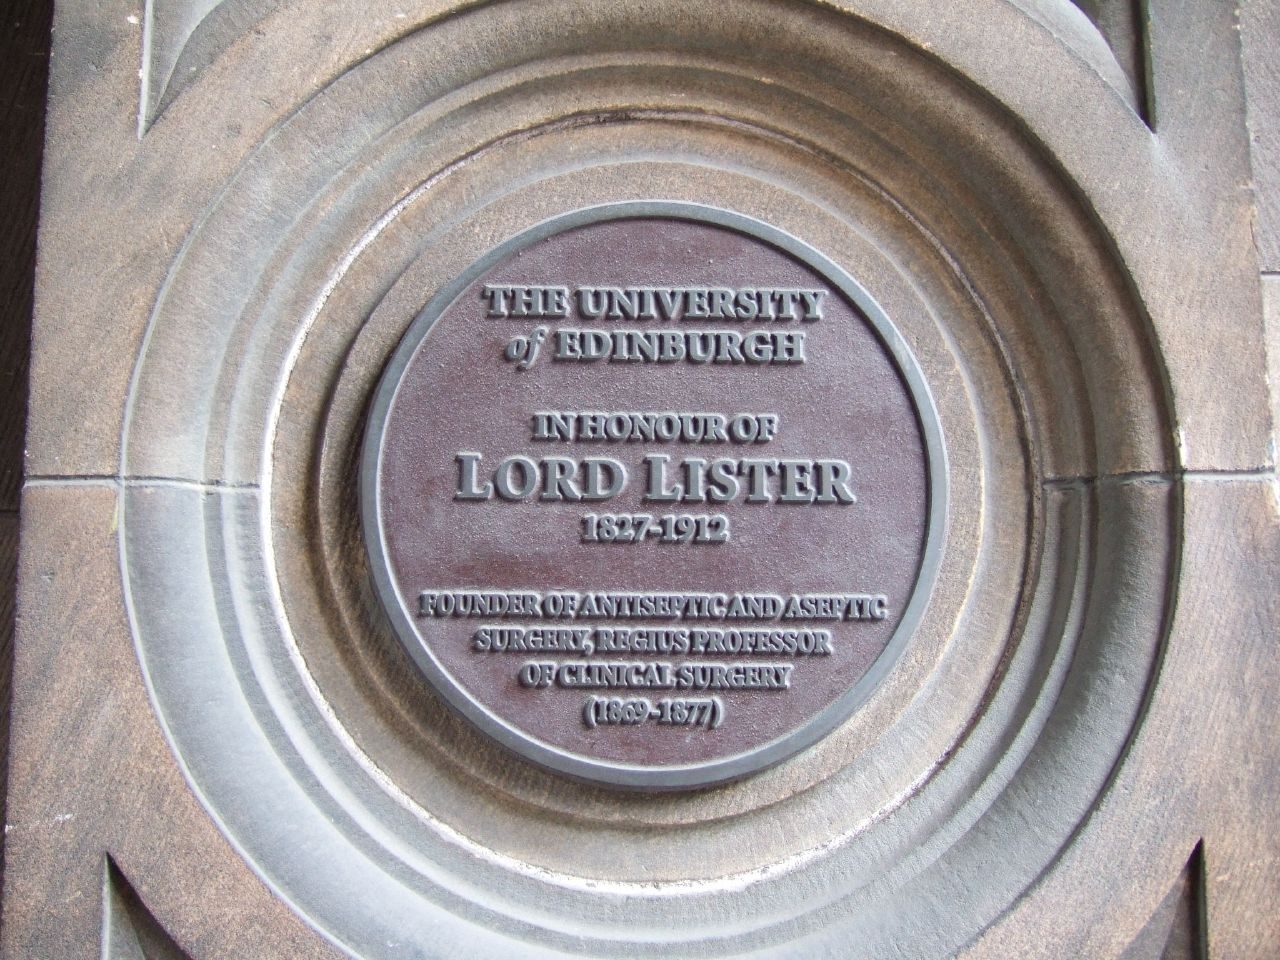 THE UNIVERSITY
of EDINBURGH
IN HONOUR OF
LORD LISTER
1827-1912
FOUNDER OF ANTISEPTIC AND ASEPTIC
SURGERY, REGIUS PROFESSOR
OF CLINICAL SURGERY
(1869-1877)